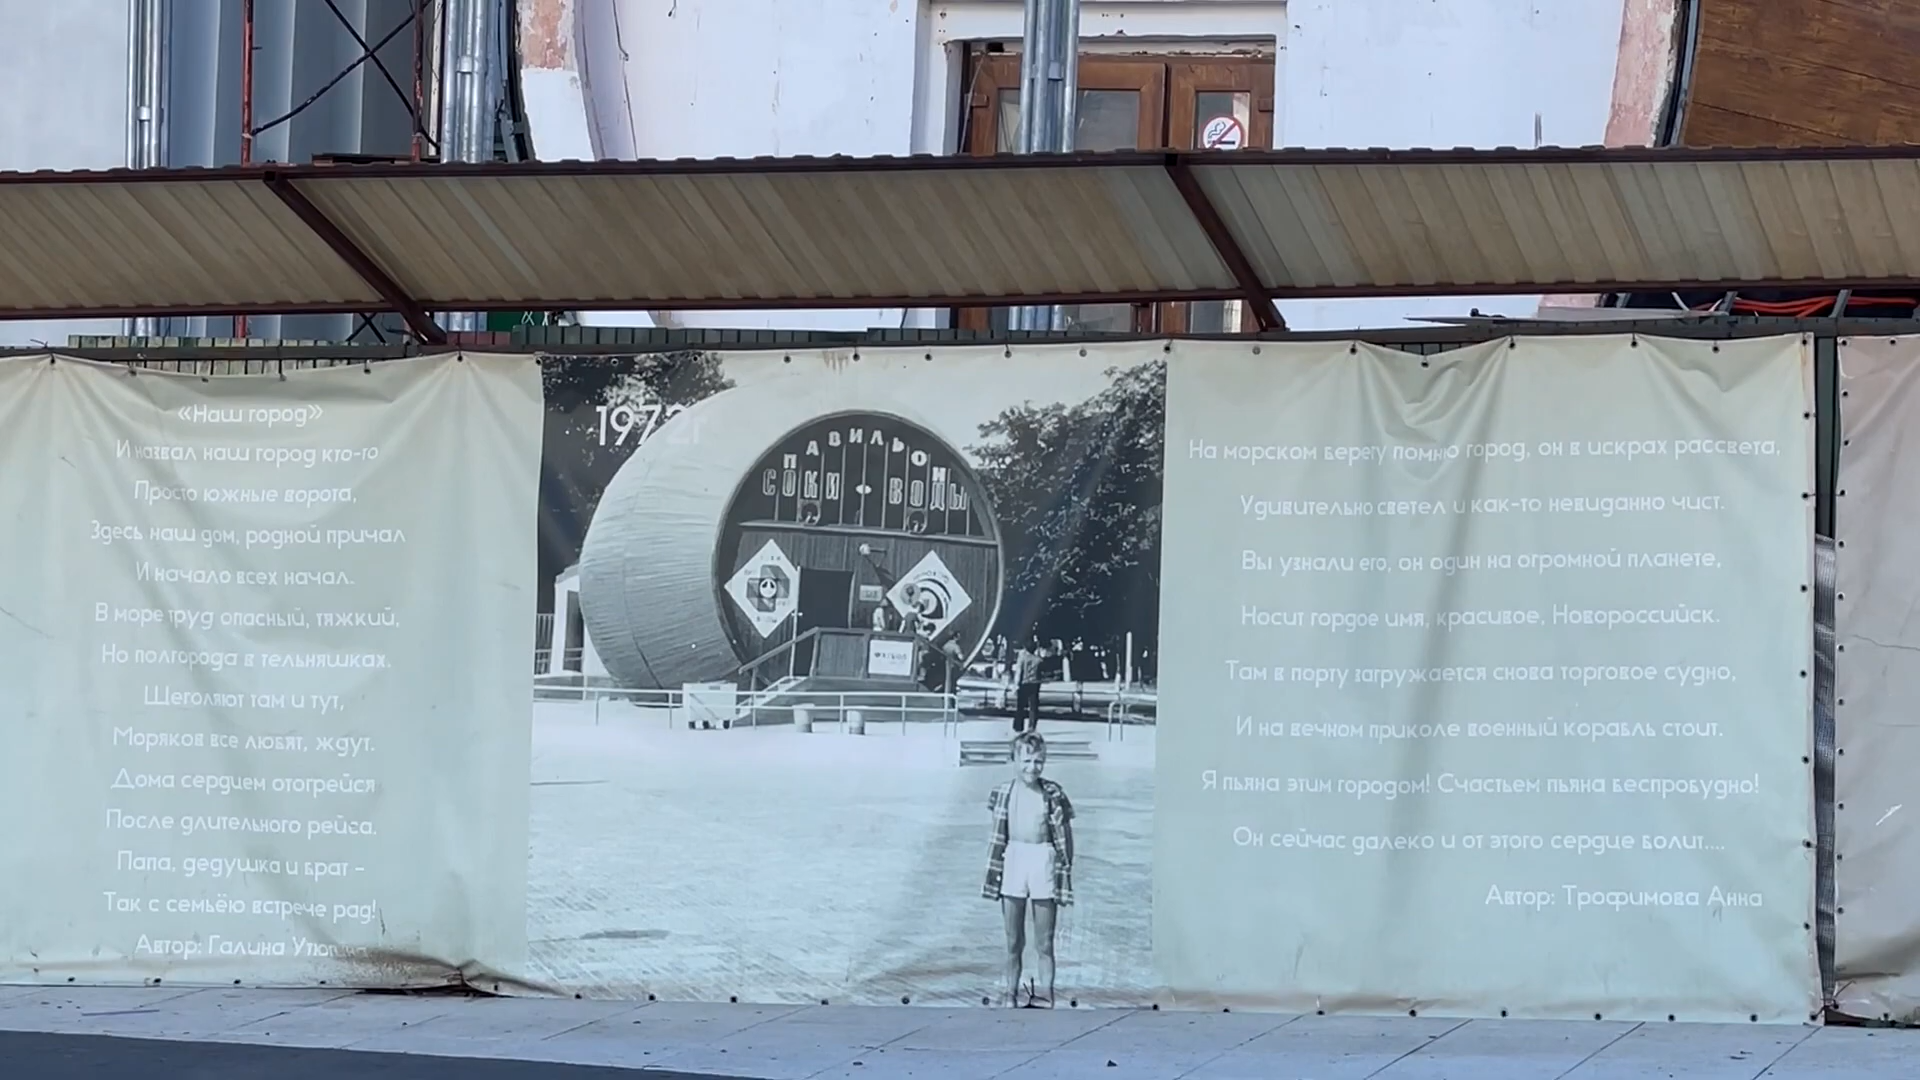 «Наш город»
И назвал наш город кто-то
Просто южные ворота,
Здесь наш дом, родной причал
И начало всех начал.
В море труд опасный, тяжкий,
Но полгорода в тельняшках.
Щеголяют там и тут,
Моряков все любят, ждут.
Дома сердцем отогрейся
После длительного рейса.
Папа, дедушка и брат –
Так с семьёю встрече рад!
Автор: Галина
1972г
ПАВИЛЬОН
СОКИ - ВОДЫ
На морском берегу помню город, он в искрах рассвета,
Удивительно светел и как-то невиданно чист.
Вы узнали его, он один на огромной планете,
Носит гордое имя, красивое, Новороссийск.
Там в порту загружается снова торговое судно,
И на вечном приколе военный корабль стоит.
Я пьяна этим городом! Счастьем пьяна беспробудно!
Он сейчас далеко и от этого сердце болит....
Автор: Трофимова Анна